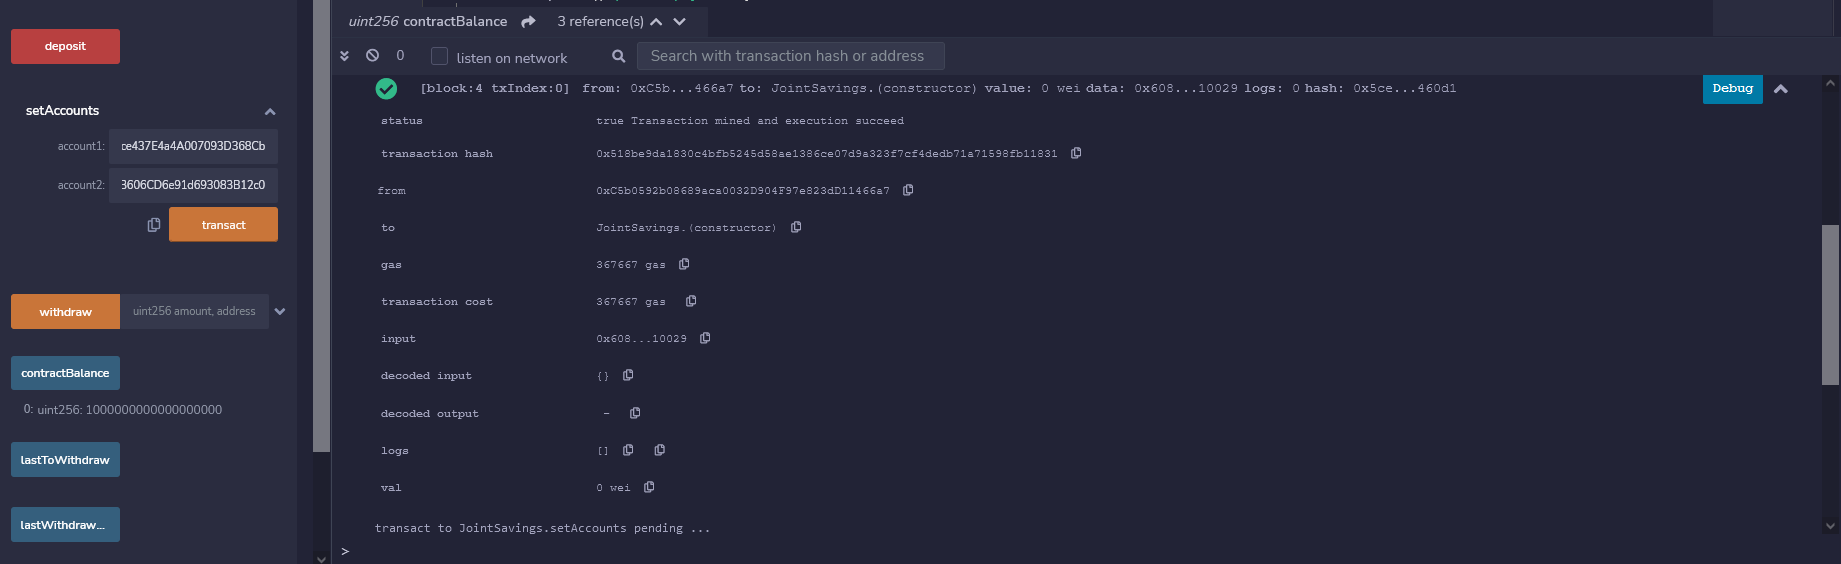 deposit
setAccounts
account1: ce437E4a4A007093D368Cb
account2: 3606CD6e91d693083B12c0
transact
withdraw uint256 amount, address
contractBalance
0: uint256: 1000000000000000000
lastToWithdraw
lastWithdraw...
uint256 contractBalance 3 reference(s)
0 listen on network Search with transaction hash or address
[block:4 txIndex:0] from: 0xC5b...466a7 to: JointSavings.(constructor) value: 0 wei data: 0x608...10029 logs: 0 hash: 0x5ce...460d1 Debug
status true Transaction mined and execution succeed
transaction hash 0x518be9da1830c4bfb5245d58ae1386ce07d9a323f7cf4dedb71a71598fb11831
from 0xC5b0592b08689aca0032D904F97e823dD11466a7
to JointSavings.(constructor)
gas 367667 gas
transaction cost 367667 gas
input 0x608...10029
decoded input {}
decoded output -
logs []
val 0 wei
transact to JointSavings.setAccounts pending ...
>